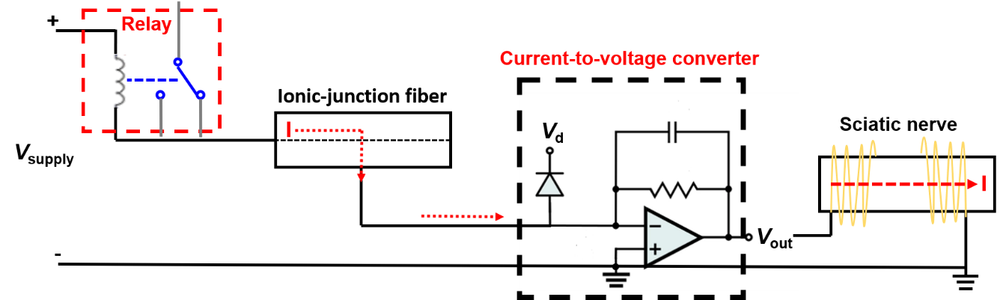 +
Relay
Current-to-voltage converter
Ionic-junction fiber
I
Sciatic nerve
Vd
Vsupply
I
−
+
Vout
-